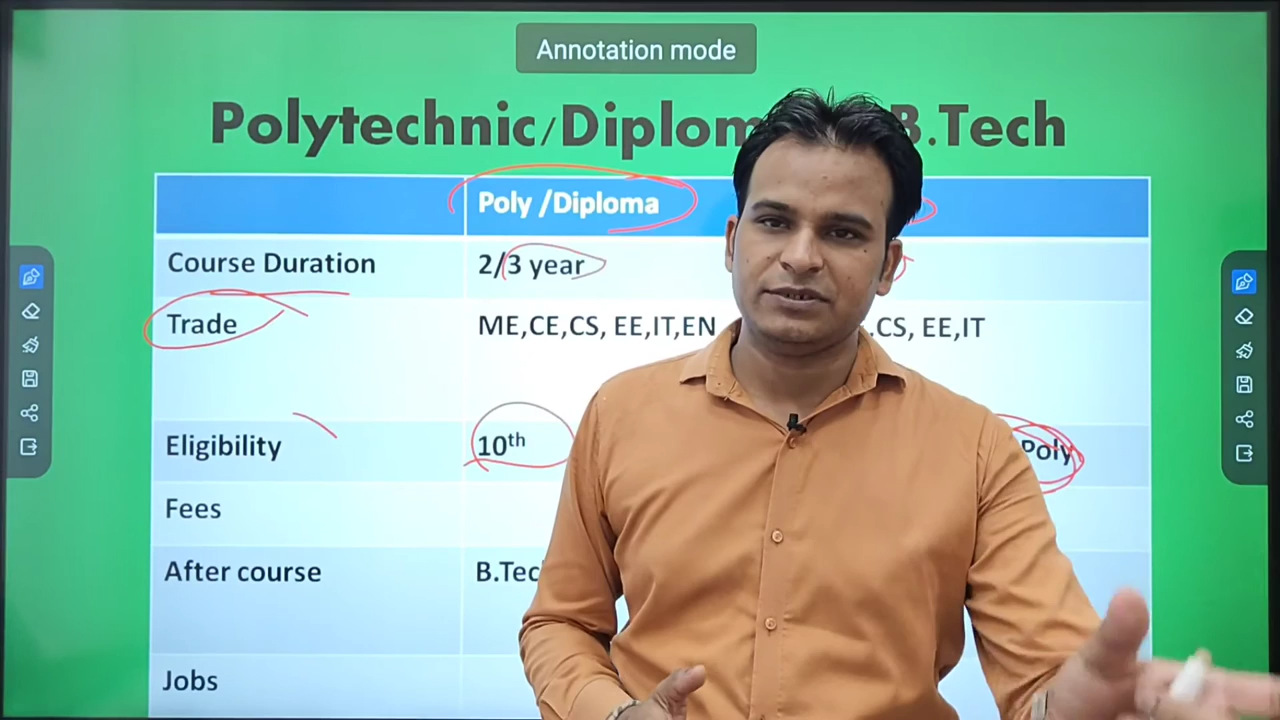 Annotation mode
Polytechnic/Diplom B.Tech
Poly /Diploma
Course Duration 2/3 year
Trade ME,CE,CS, EE,IT,EN .CS, EE,IT
Eligibility 10th Poly
Fees
After course B.Tec
Jobs